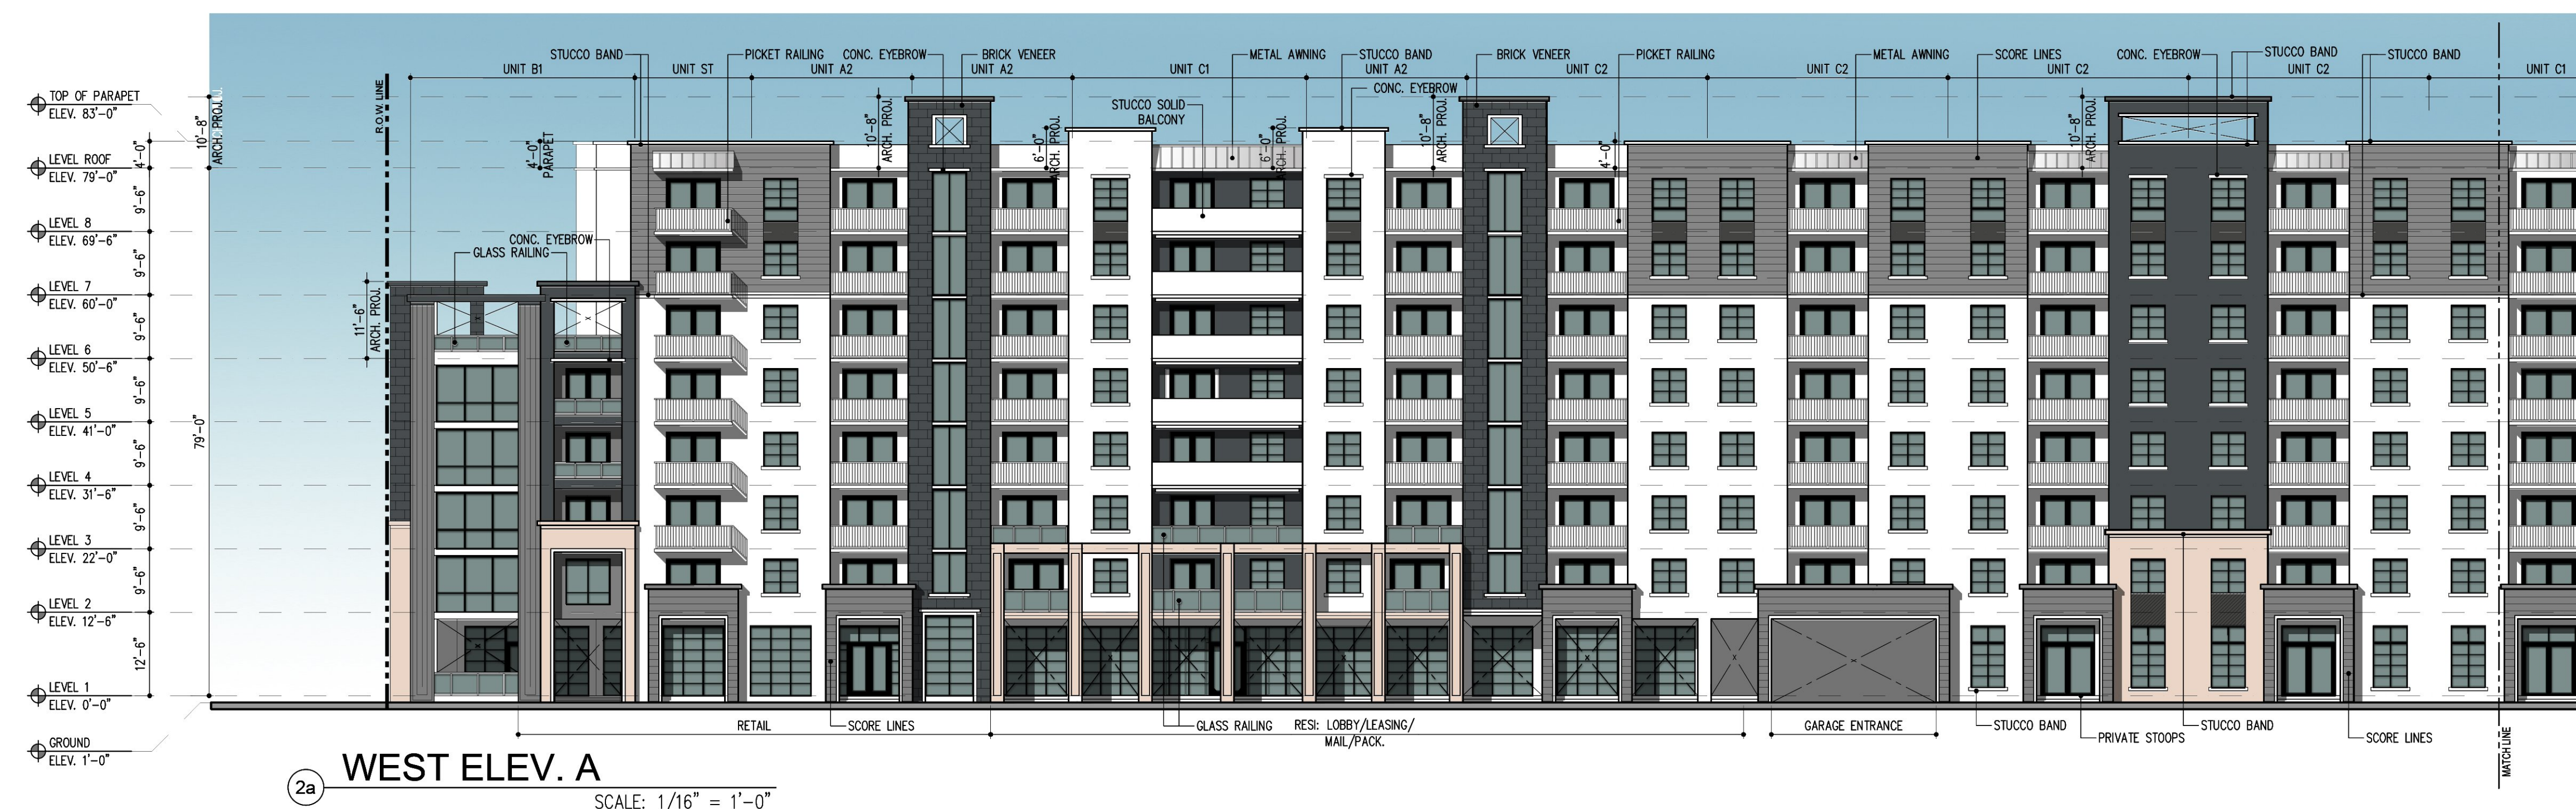 STUCCO BAND
PICKET RAILING
CONC. EYEBROW
BRICK VENEER
METAL AWNING
STUCCO BAND
BRICK VENEER
PICKET RAILING
METAL AWNING
SCORE LINES
CONC. EYEBROW
STUCCO BAND
STUCCO BAND
UNIT B1
UNIT ST
UNIT A2
UNIT A2
UNIT C1
UNIT A2
UNIT C2
UNIT C2
UNIT C2
UNIT C2
UNIT C1
R.O.W. LINE
CONC. EYEBROW
STUCCO SOLID
BALCONY
TOP OF PARAPET
ELEV. 83'-0"
10'-8"
ARCH. PROJ.
10'-8"
ARCH. PROJ.
6'-0"
ARCH. PROJ.
6'-0"
ARCH. PROJ.
10'-8"
ARCH. PROJ.
10'-8"
ARCH. PROJ.
4'-0"
4'-0"
PARAPET
4'-0"
LEVEL ROOF
ELEV. 79'-0"
9'-6"
LEVEL 8
ELEV. 69'-6"
CONC. EYEBROW
GLASS RAILING
9'-6"
LEVEL 7
ELEV. 60'-0"
11'-6"
ARCH. PROJ.
9'-6"
LEVEL 6
ELEV. 50'-6"
9'-6"
LEVEL 5
ELEV. 41'-0"
79'-0"
9'-6"
LEVEL 4
ELEV. 31'-6"
9'-6"
LEVEL 3
ELEV. 22'-0"
9'-6"
LEVEL 2
ELEV. 12'-6"
12'-6"
LEVEL 1
ELEV. 0'-0"
GROUND
ELEV. 1'-0"
RETAIL
SCORE LINES
GLASS RAILING
RESI: LOBBY/LEASING/
MAIL/PACK.
GARAGE ENTRANCE
STUCCO BAND
PRIVATE STOOPS
STUCCO BAND
SCORE LINES
MATCH LINE
2a
WEST ELEV. A
SCALE: 1/16" = 1'-0"